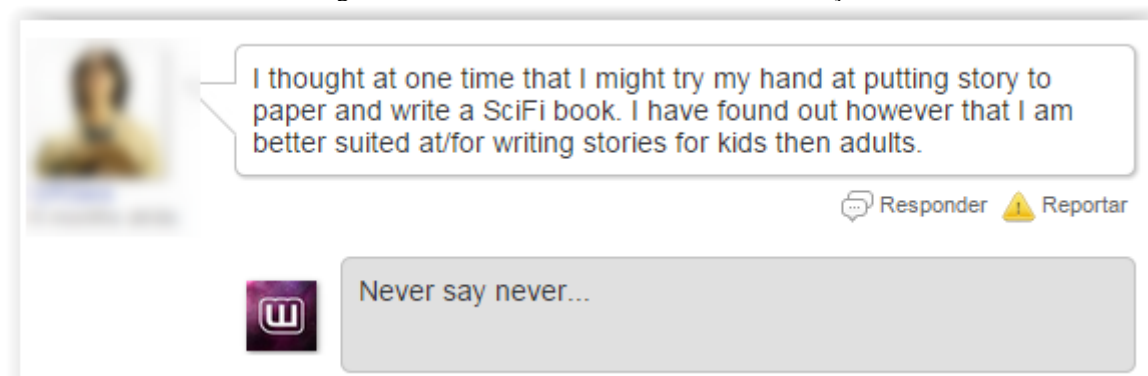 I thought at one time that I might try my hand at putting story to
paper and write a SciFi book. I have found out however that I am
better suited at/for writing stories for kids then adults.
Responder Reportar
Never say never...